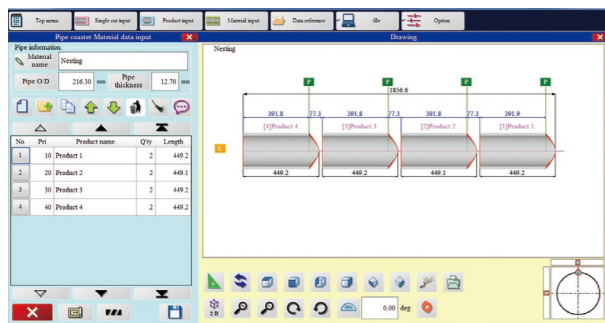 Top menu Single cut input Product input Material input Data reference file Option
Pipe coaster Material data input
Drawing
Pipe information
Material name Nesting
Pipe O/D 216.30 mm Pipe thickness 12.70 mm
No. Pri Product name Q'ty Length
1 10 Product 1 2 449.2
2 20 Product 2 2 449.1
3 30 Product 3 2 449.2
4 40 Product 4 2 449.2
Nesting
P P P P
1856.6
391.8 77.3 391.8 77.3 391.8 77.3 391.9
[4]Product 4 [3]Product 3 [2]Product 2 [1]Product 1
C
449.2 449.2 449.1 449.2
3D
0.00 deg